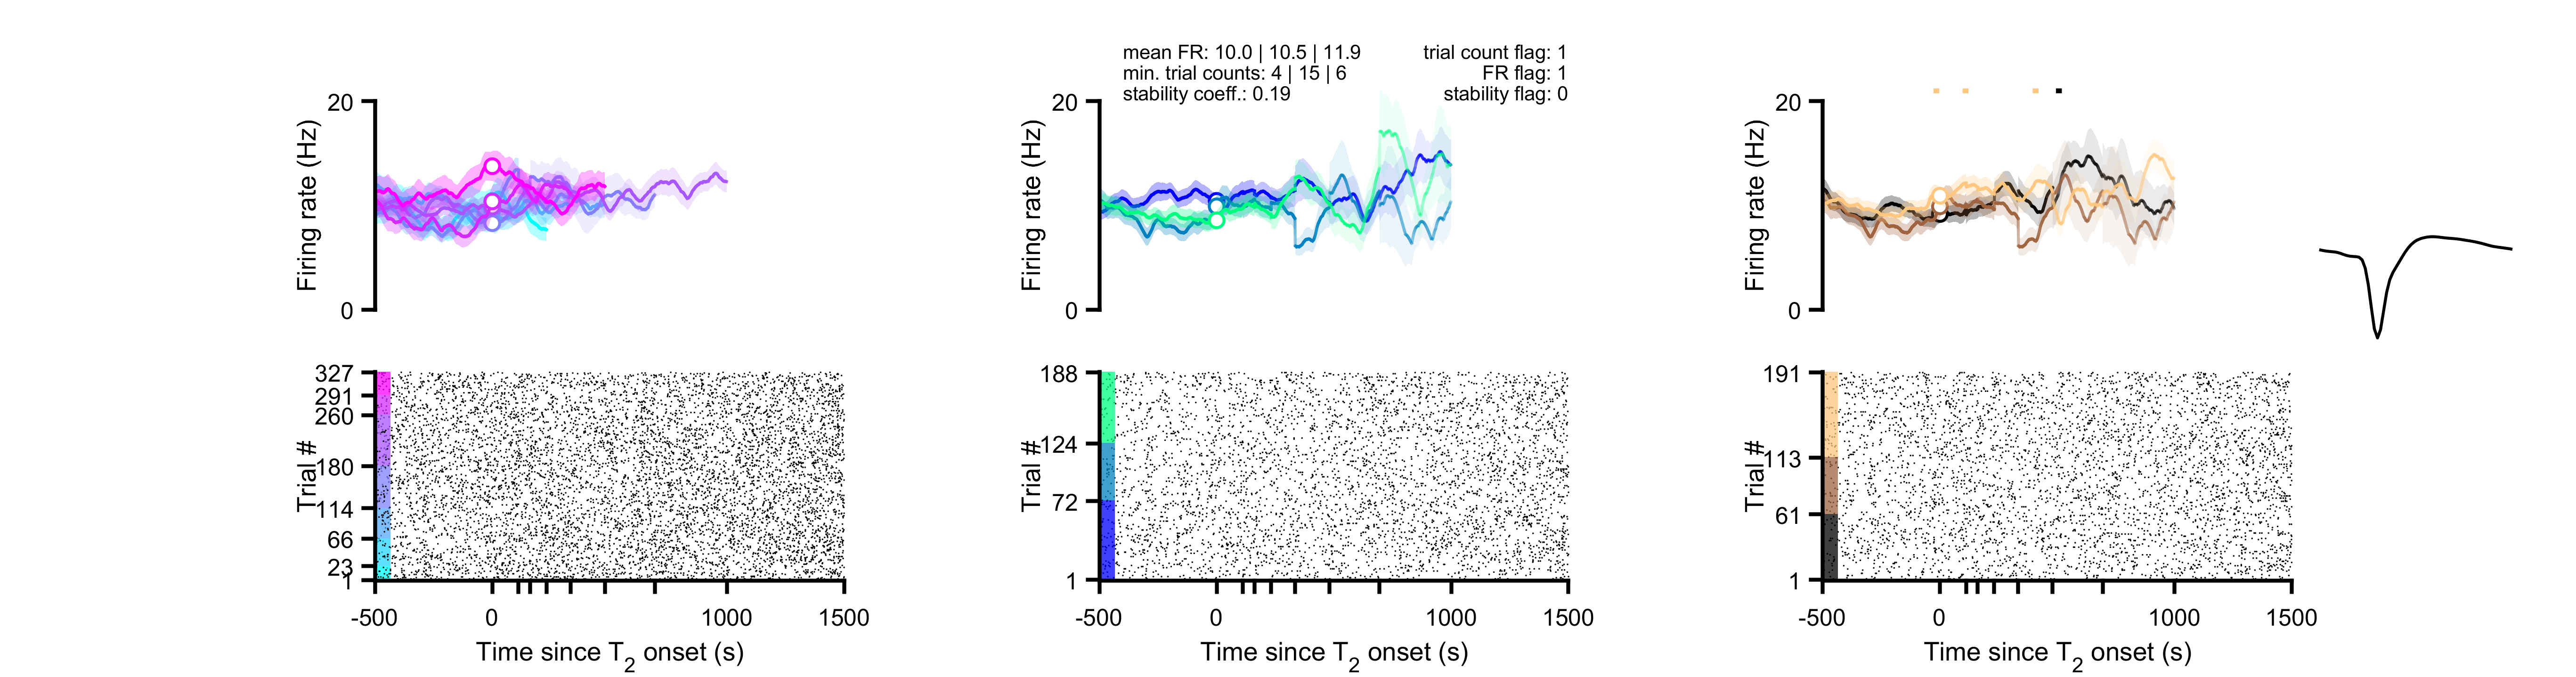 mean FR: 10.0 | 10.5 | 11.9
trial count flag: 1
min. trial counts: 4 | 15 | 6
FR flag: 1
stability coeff.: 0.19
stability flag: 0
20
Firing rate (Hz)
0
20
Firing rate (Hz)
0
20
Firing rate (Hz)
0
327
291
260
180
114
66
23
1
Trial #
-500
0
1000
1500
Time since T2 onset (s)
188
124
72
1
Trial #
-500
0
1000
1500
Time since T2 onset (s)
191
113
61
1
Trial #
-500
0
1000
1500
Time since T2 onset (s)